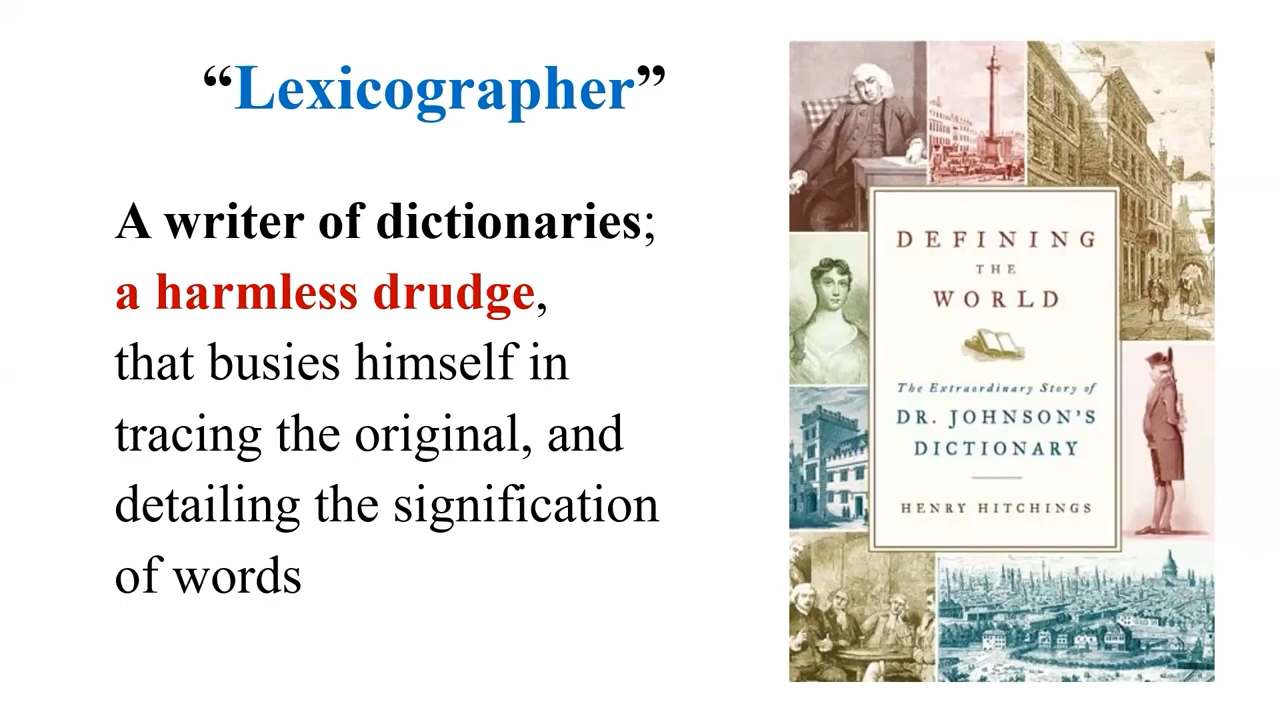 “Lexicographer”
A writer of dictionaries;
a harmless drudge,
that busies himself in
tracing the original, and
detailing the signification
of words
DEFINING
THE
WORLD
The Extraordinary Story of
DR. JOHNSON'S
DICTIONARY
HENRY HITCHINGS